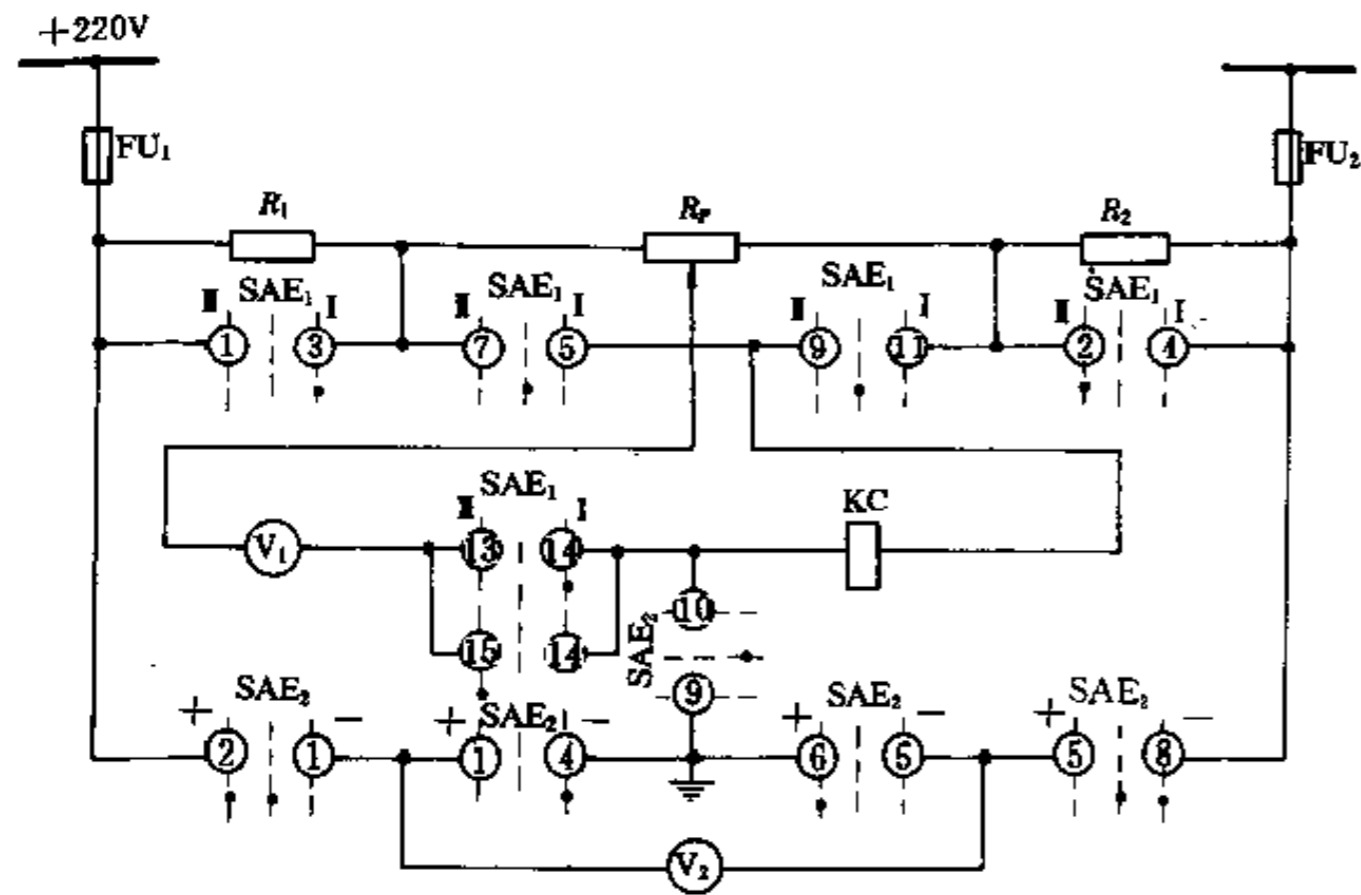 +220V
FU₁
FU₂
R₁
R_P
R₂
II SAE₁ I
II SAE₁ I
II SAE₁ I
II SAE₁ I
① ③ ⑦ ⑤ ⑨ ⑪ ② ④
SAE₁
II I
KC
V₁ ⑬ ⑭
⑩
⑮ ⑭
SAE₂
⑨
+ SAE₂ −
+ SAE₂ −
+ SAE₂ −
+ SAE₂ −
② ① ① ④ ⑥ ⑤ ⑤ ⑧
V₂